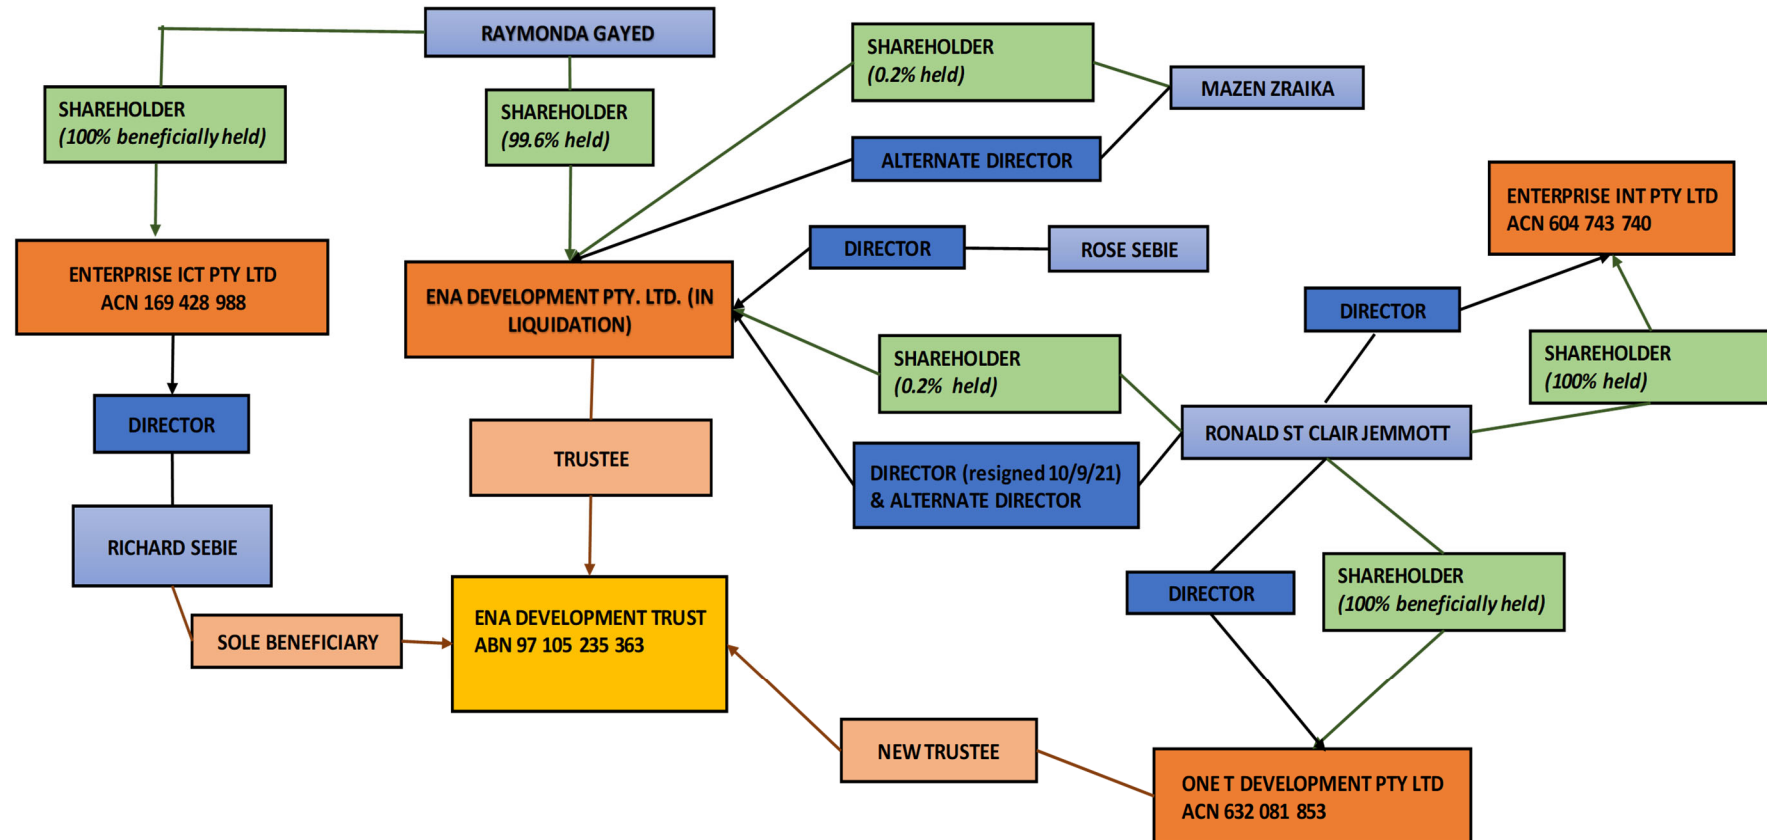 RAYMONDA GAYED
SHAREHOLDER
(100% beneficially held)
SHAREHOLDER
(99.6% held)
SHAREHOLDER
(0.2% held)
MAZEN ZRAIKA
ALTERNATE DIRECTOR
ENTERPRISE INT PTY LTD
ACN 604 743 740
ENTERPRISE ICT PTY LTD
ACN 169 428 988
ENA DEVELOPMENT PTY. LTD. (IN
LIQUIDATION)
DIRECTOR
ROSE SEBIE
DIRECTOR
SHAREHOLDER
(0.2% held)
SHAREHOLDER
(100% held)
DIRECTOR
TRUSTEE
RONALD ST CLAIR JEMMOTT
DIRECTOR (resigned 10/9/21)
& ALTERNATE DIRECTOR
RICHARD SEBIE
DIRECTOR
SHAREHOLDER
(100% beneficially held)
SOLE BENEFICIARY
ENA DEVELOPMENT TRUST
ABN 97 105 235 363
NEW TRUSTEE
ONE T DEVELOPMENT PTY LTD
ACN 632 081 853